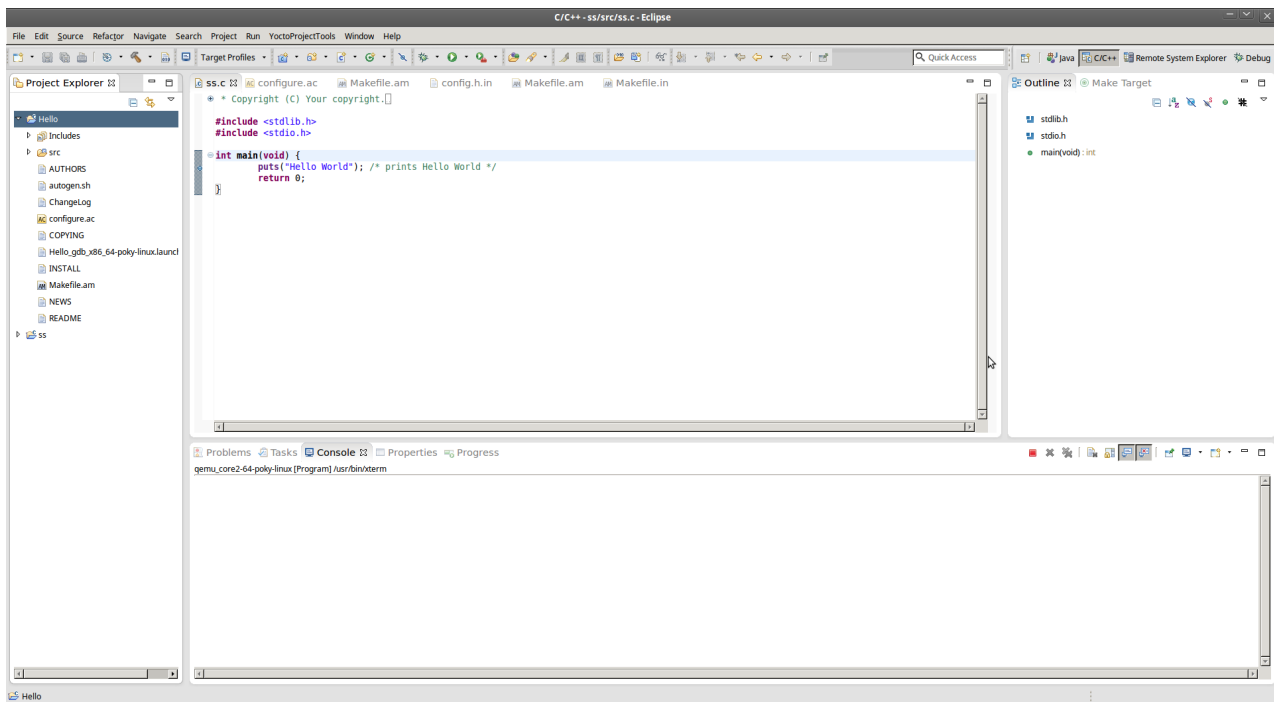 C/C++ - ss/src/ss.c - Eclipse
File Edit Source Refactor Navigate Search Project Run YoctoProjectTools Window Help
Target Profiles Quick Access Java C/C++ Remote System Explorer Debug
Project Explorer
Hello
Includes
src
AUTHORS
autogen.sh
ChangeLog
configure.ac
COPYING
Hello_gdb_x86_64-poky-linux.launch
INSTALL
Makefile.am
NEWS
README
ss
ss.c configure.ac Makefile.am config.h.in Makefile.am Makefile.in
* Copyright (C) Your copyright.
#include <stdlib.h>
#include <stdio.h>
int main(void) {
puts("Hello World"); /* prints Hello World */
return 0;
}
Outline Make Target
stdlib.h
stdio.h
main(void) : int
Problems Tasks Console Properties Progress
qemu_core2-64-poky-linux [Program] /usr/bin/xterm
Hello